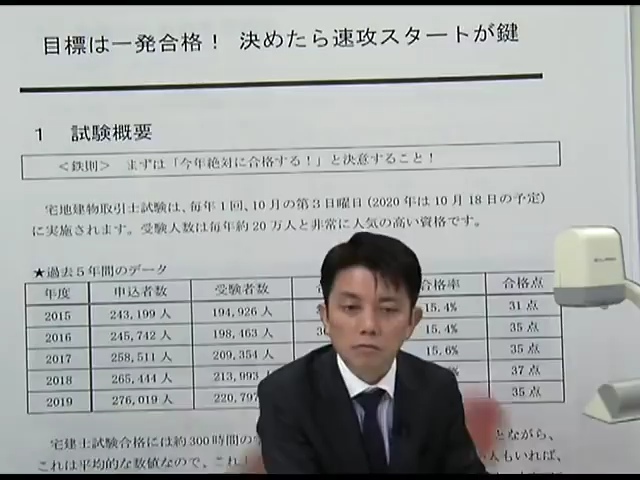 目標は一発合格！ 決めたら速攻スタートが鍵
１ 試験概要
＜鉄則＞ まずは「今年絶対に合格する！」と決意すること！
宅地建物取引士試験は、毎年１回、10月の第３日曜日（2020年は10月18日の予定）
に実施されます。受験人数は毎年約20万人と非常に人気の高い資格です。
★過去５年間のデータ
年度 申込者数 受験者数 合格率 合格点
2015 243,199人 194,926人 15.4% 31点
2016 245,742人 198,463人 15.4% 35点
2017 258,511人 209,354人 15.6% 35点
2018 265,444人 213,993人 37点
2019 276,019人 220,797 35点
宅建士試験合格には約300時間の とながら、
これは平均的な数値なので、これ 人もいれば、